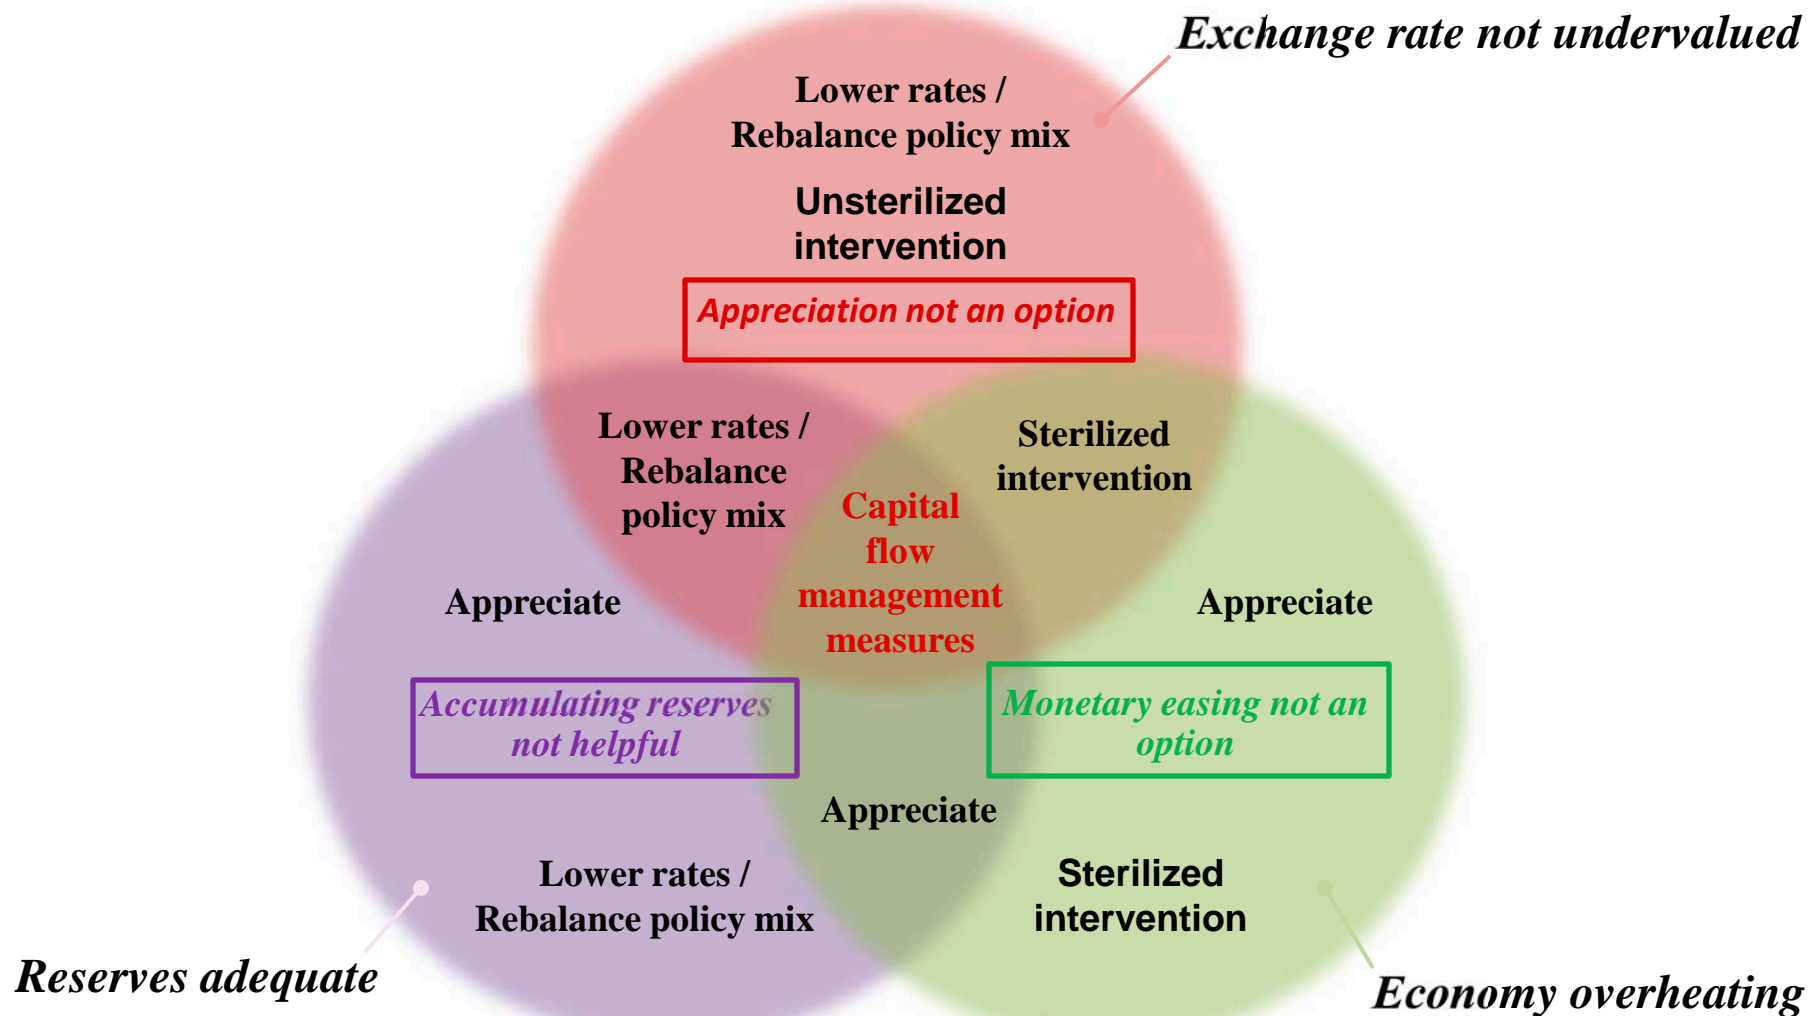 Exchange rate not undervalued
Lower rates /
Rebalance policy mix
Unsterilized
intervention
Appreciation not an option
Lower rates /
Rebalance
policy mix
Sterilized
intervention
Capital
flow
management
measures
Appreciate
Appreciate
Accumulating reserves
not helpful
Monetary easing not an
option
Appreciate
Lower rates /
Rebalance policy mix
Sterilized
intervention
Reserves adequate
Economy overheating